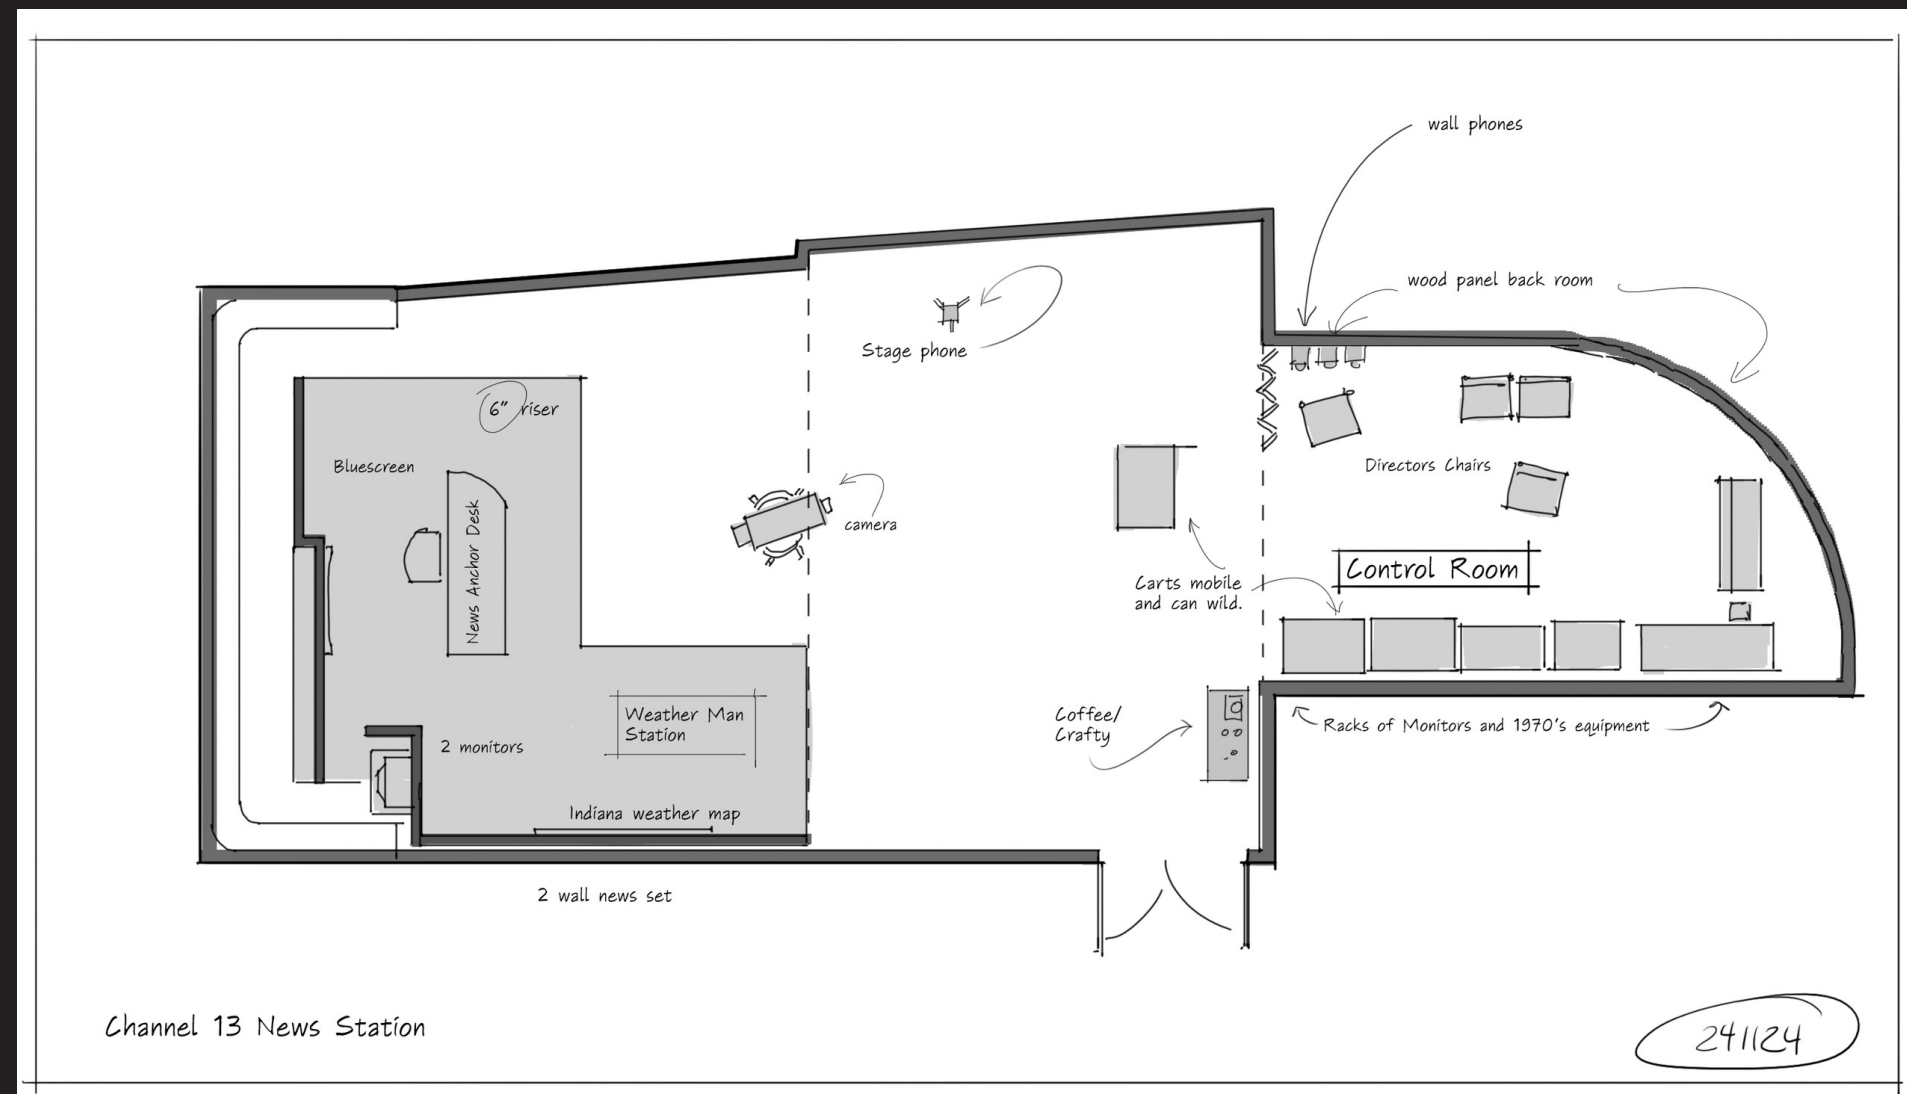 wall phones
wood panel back room
Stage phone
6" riser
Bluescreen
News Anchor Desk
camera
Directors Chairs
Control Room
Carts mobile
and can wild.
Weather Man
Station
2 monitors
Coffee/
Crafty
Racks of Monitors and 1970's equipment
Indiana weather map
2 wall news set
Channel 13 News Station
241124